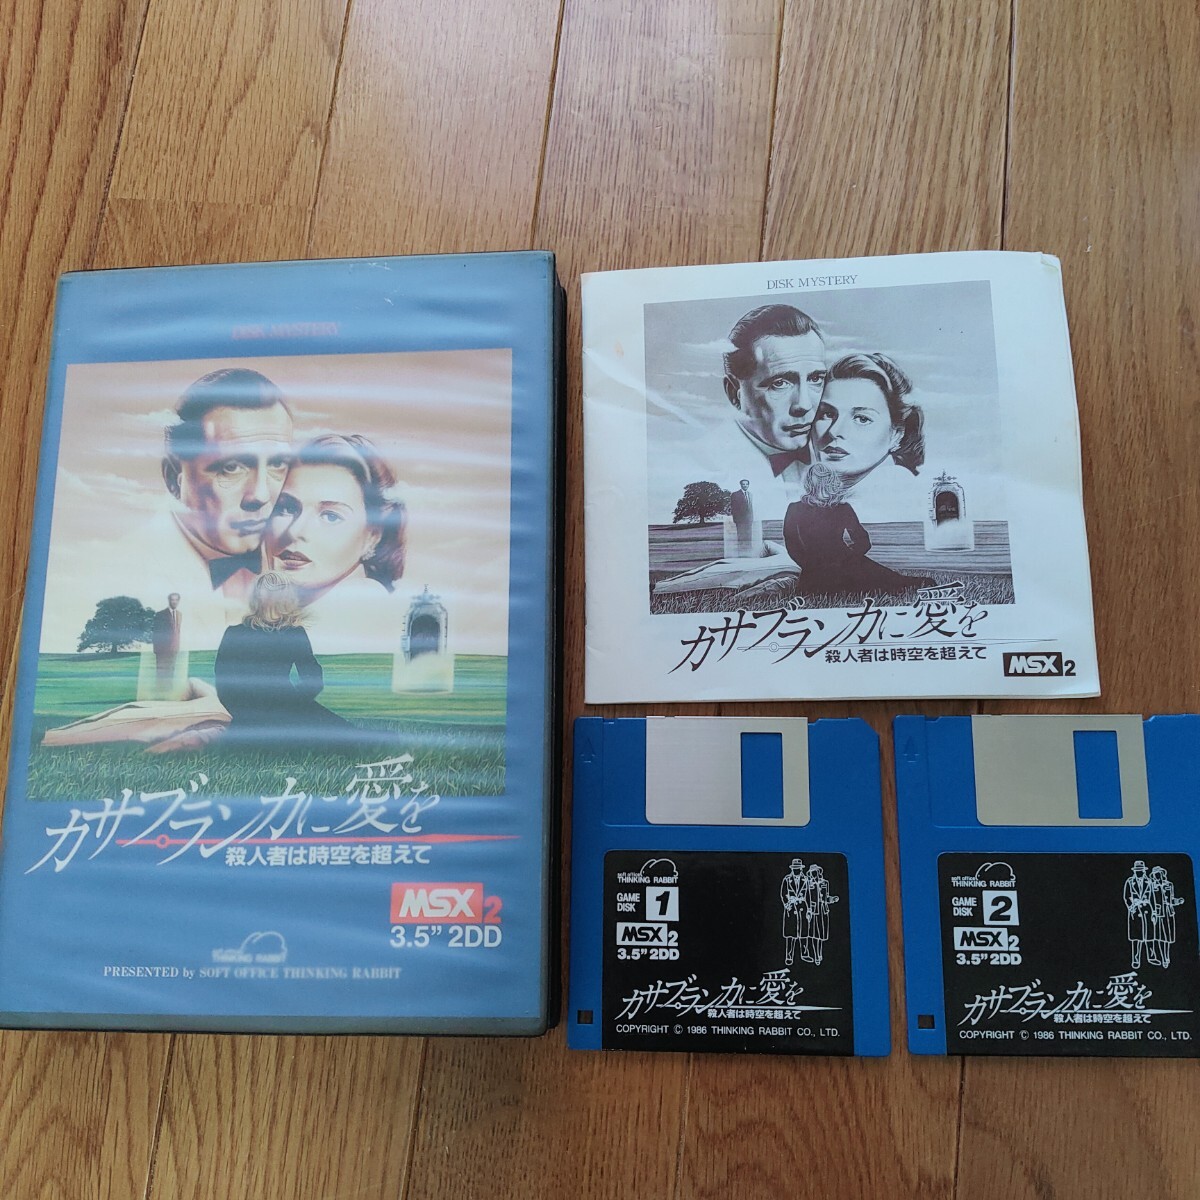 DISK MYSTERY
カサブランカに愛を
殺人者は時空を超えて
MSX2
3.5" 2DD
PRESENTED by SOFT OFFICE THINKING RABBIT
DISK MYSTERY
カサブランカに愛を
殺人者は時空を超えて
MSX2
soft office
THINKING RABBIT
GAME DISK 1
MSX2
3.5" 2DD
カサブランカに愛を
殺人者は時空を超えて
COPYRIGHT © 1986 THINKING RABBIT CO., LTD.
soft office
THINKING RABBIT
GAME DISK 2
MSX2
3.5" 2DD
カサブランカに愛を
殺人者は時空を超えて
COPYRIGHT © 1986 THINKING RABBIT CO., LTD.